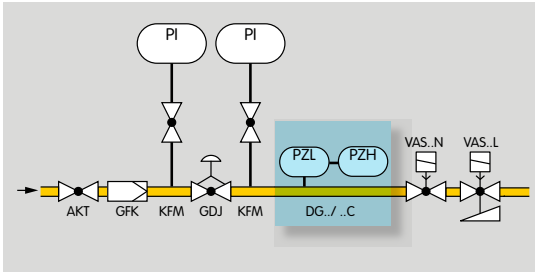 PI PI
PZL PZH VAS..N VAS..L
AKT GFK KFM GDJ KFM DG../ ..C